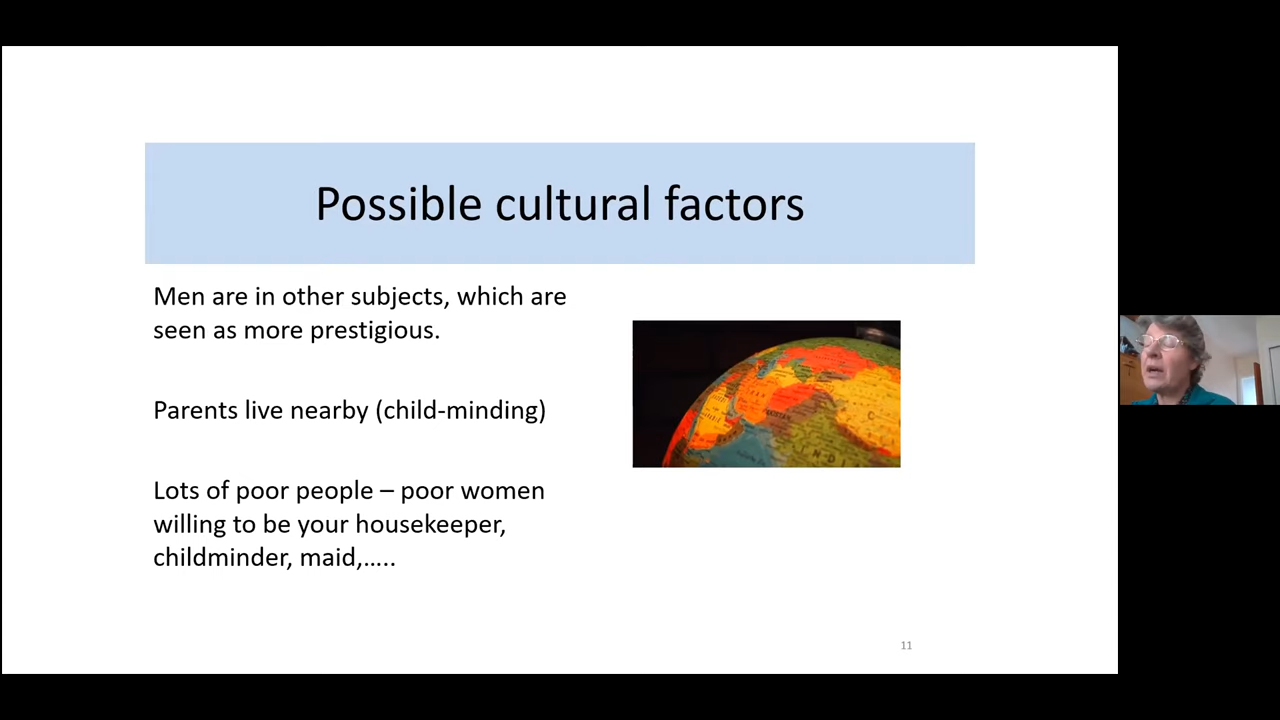 Possible cultural factors
Men are in other subjects, which are
seen as more prestigious.
Parents live nearby (child-minding)
Lots of poor people – poor women
willing to be your housekeeper,
childminder, maid,…..
11